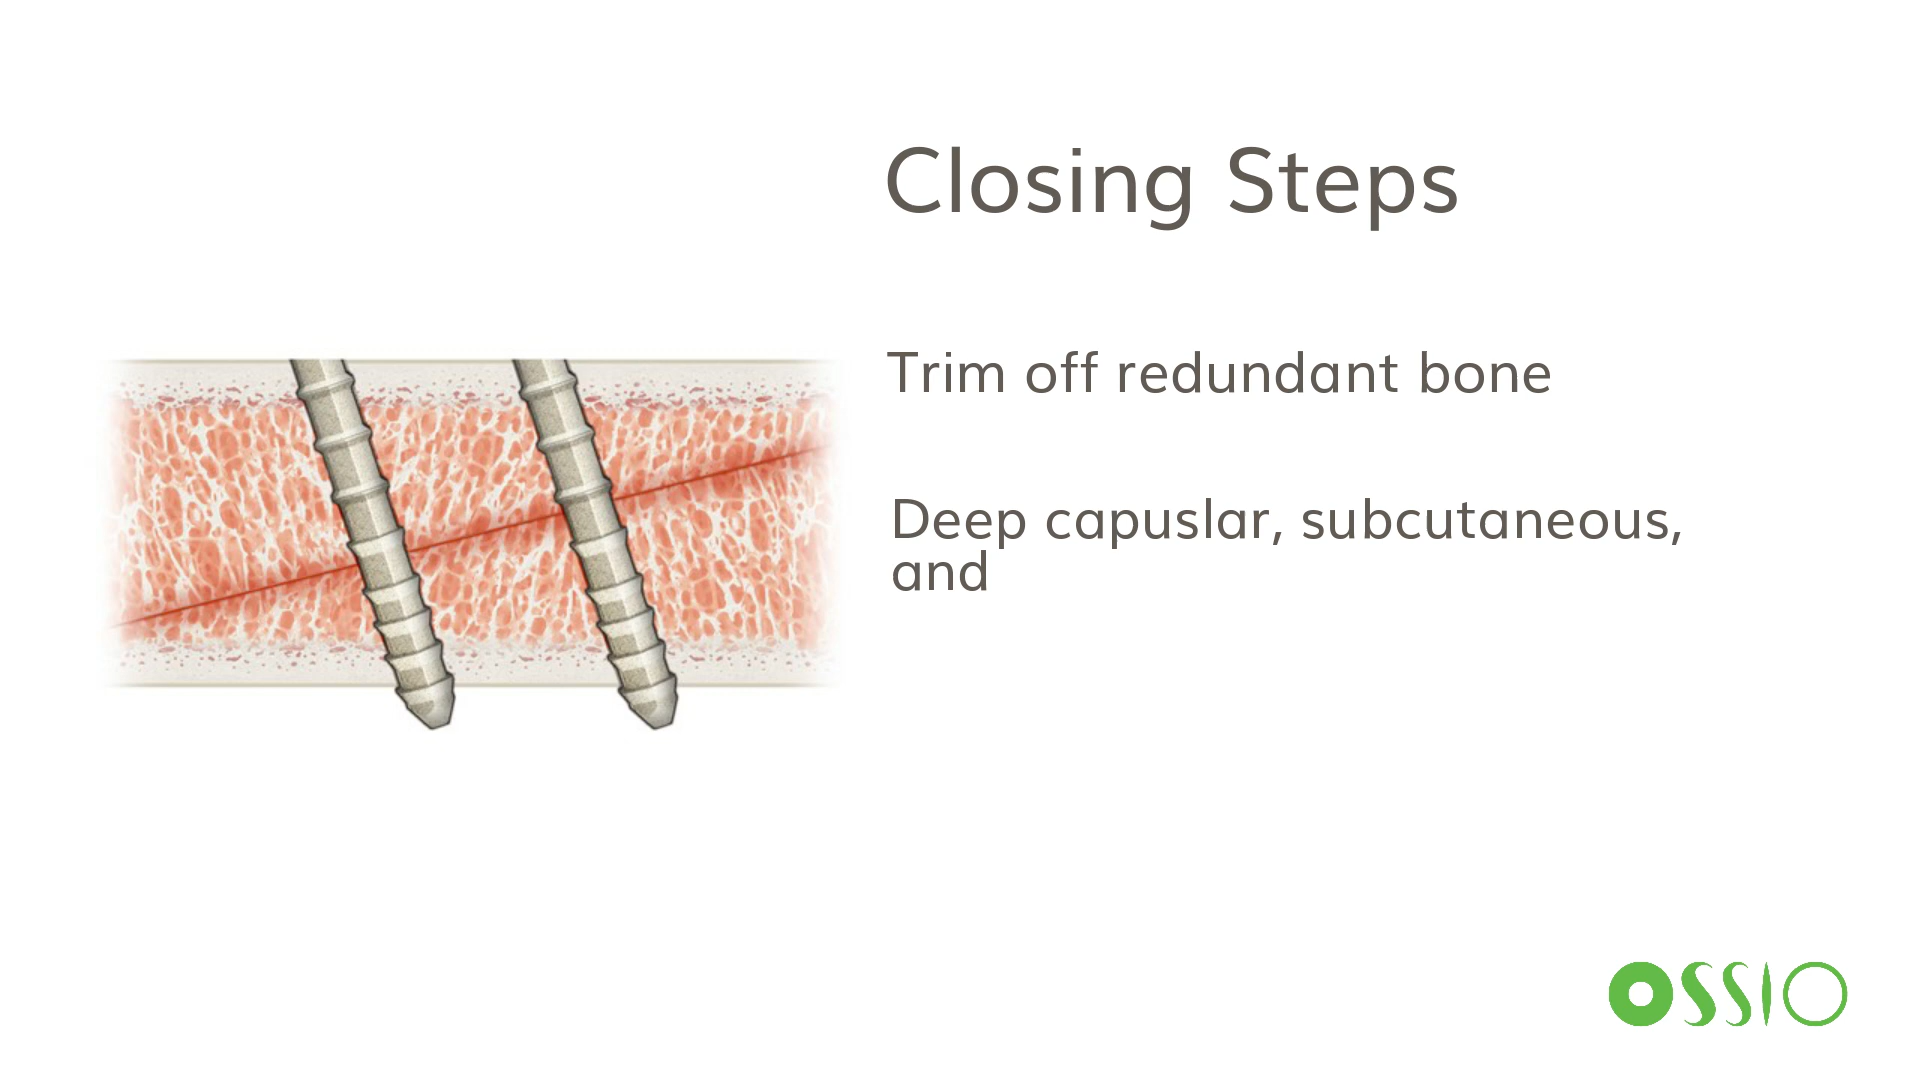 Closing Steps
Trim off redundant bone
Deep capuslar, subcutaneous,
and
OSSIO